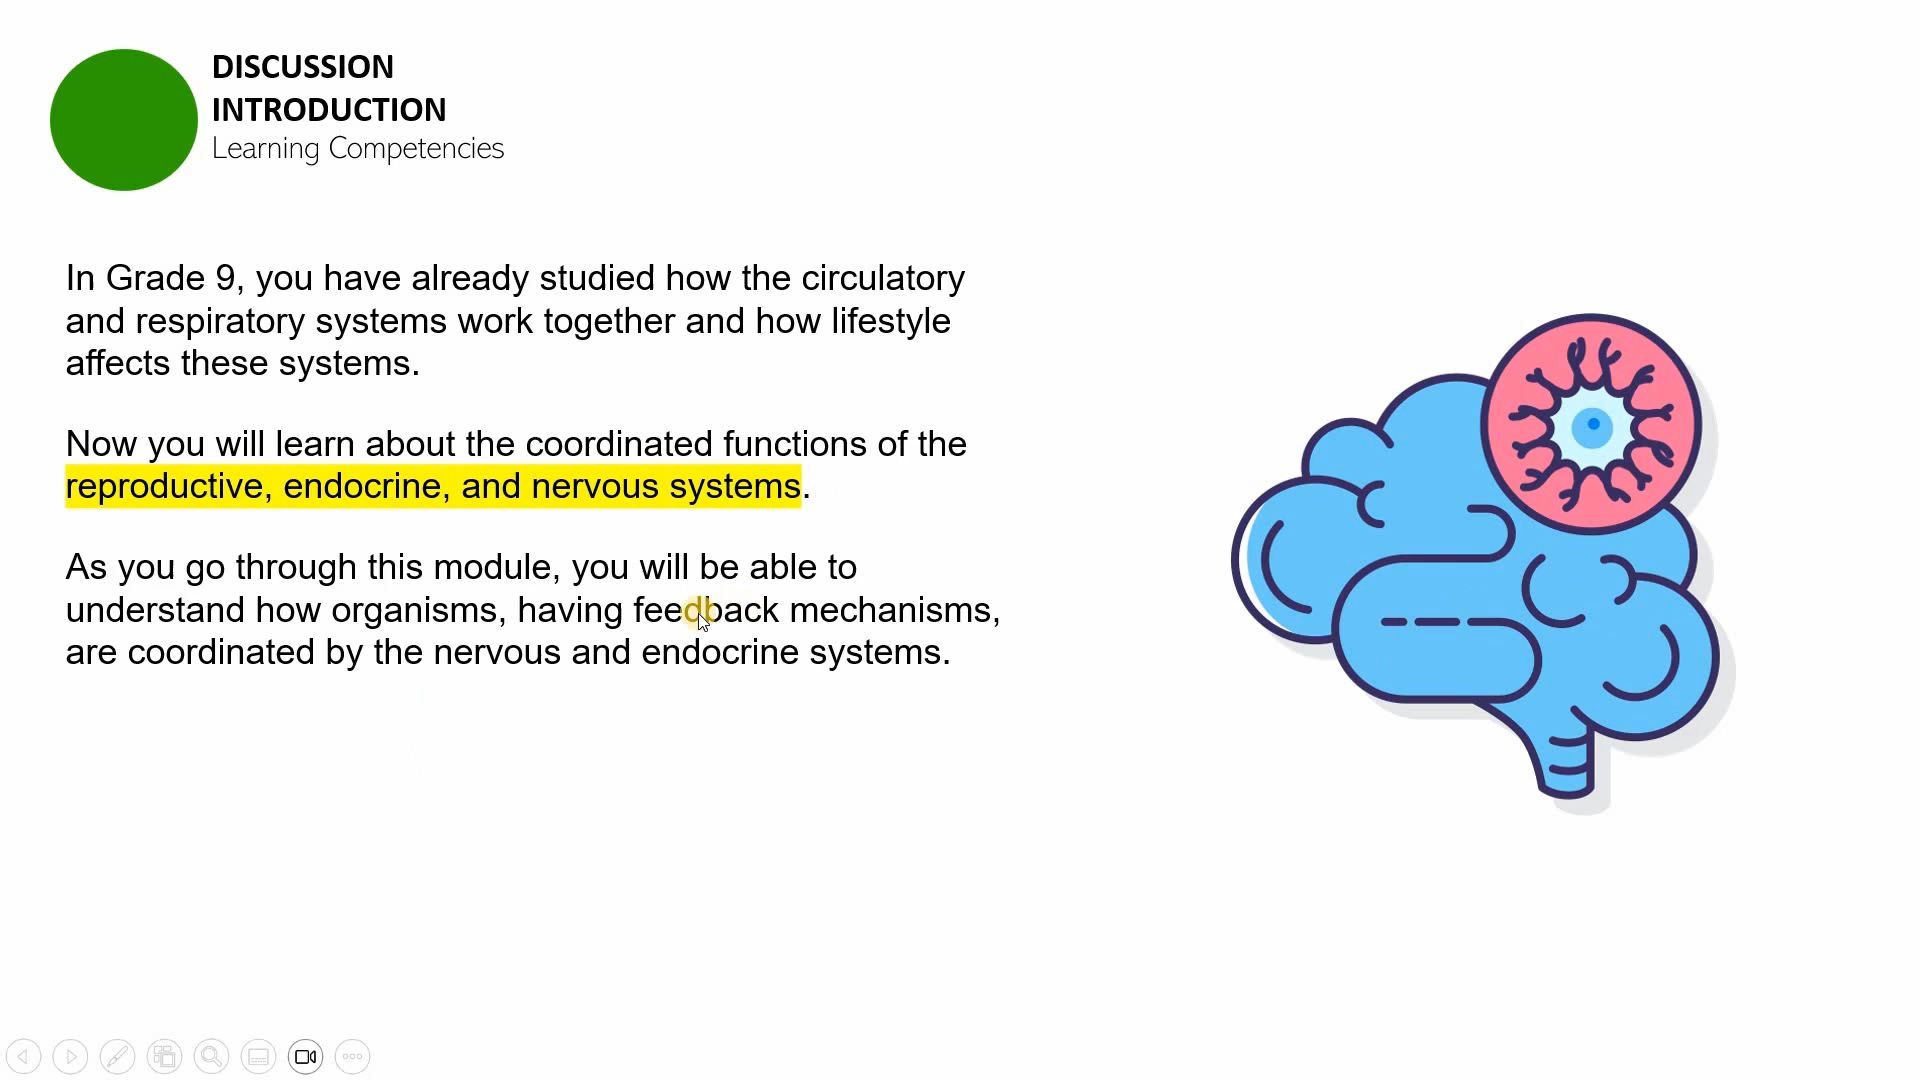 DISCUSSION
INTRODUCTION
Learning Competencies
In Grade 9, you have already studied how the circulatory
and respiratory systems work together and how lifestyle
affects these systems.
Now you will learn about the coordinated functions of the
reproductive, endocrine, and nervous systems.
As you go through this module, you will be able to
understand how organisms, having feedback mechanisms,
are coordinated by the nervous and endocrine systems.